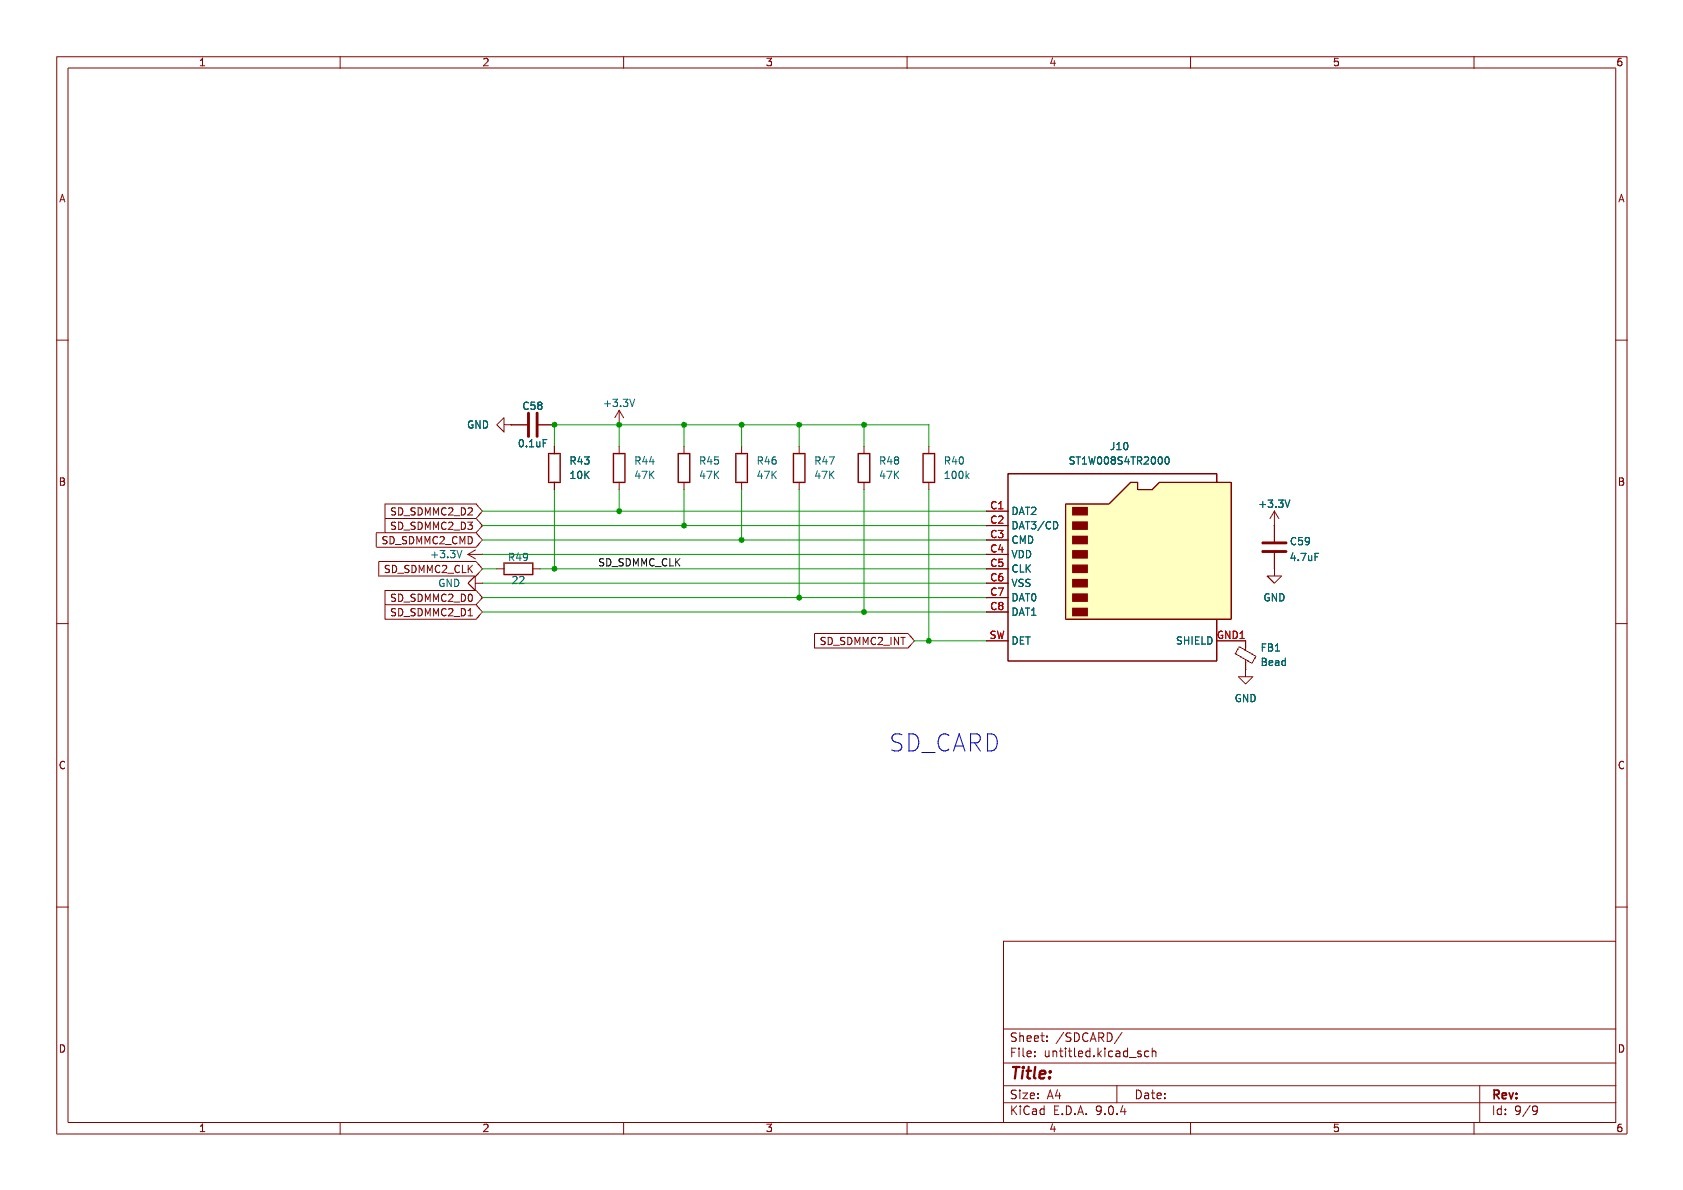 1 2 3 4 5 6
A A
C58
+3.3V
GND
0.1uF
R43
10K
R44
47K
R45
47K
R46
47K
R47
47K
R48
47K
R40
100k
J10
ST1W008S4TR2000
B B
SD_SDMMC2_D2
SD_SDMMC2_D3
SD_SDMMC2_CMD
+3.3V
R49
SD_SDMMC2_CLK
22
GND
SD_SDMMC2_D0
SD_SDMMC2_D1
SD_SDMMC_CLK
SD_SDMMC2_INT
C1 DAT2
C2 DAT3/CD
C3 CMD
C4 VDD
C5 CLK
C6 VSS
C7 DAT0
C8 DAT1
SW DET
SHIELD GND1
+3.3V
C59
4.7uF
GND
FB1
Bead
GND
SD_CARD
C C
D D
Sheet: /SDCARD/
File: untitled.kicad_sch
Title:
Size: A4 Date: Rev:
KiCad E.D.A. 9.0.4 Id: 9/9
1 2 3 4 5 6